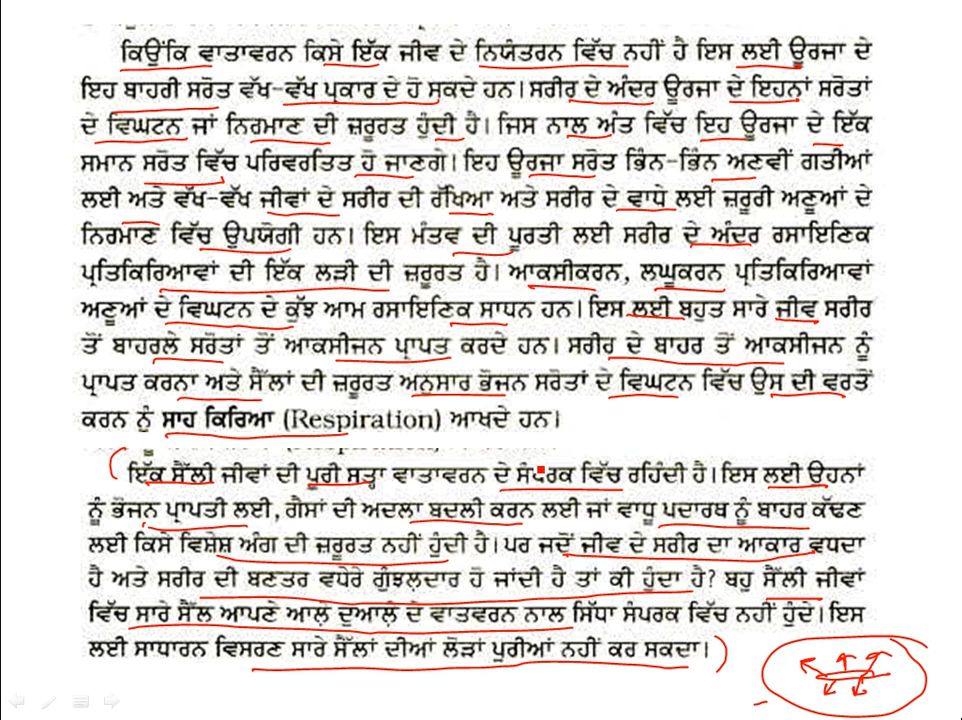 ਕਿਉਂਕਿ ਵਾਤਾਵਰਨ ਕਿਸੇ ਇੱਕ ਜੀਵ ਦੇ ਨਿਯੰਤਰਨ ਵਿੱਚ ਨਹੀਂ ਹੈ ਇਸ ਲਈ ਊਰਜਾ ਦੇ
ਇਹ ਬਾਹਰੀ ਸਰੋਤ ਵੱਖ-ਵੱਖ ਪ੍ਰਕਾਰ ਦੇ ਹੋ ਸਕਦੇ ਹਨ। ਸਰੀਰ ਦੇ ਅੰਦਰ ਊਰਜਾ ਦੇ ਇਹਨਾਂ ਸਰੋਤਾਂ
ਦੇ ਵਿਘਟਨ ਜਾਂ ਨਿਰਮਾਣ ਦੀ ਜ਼ਰੂਰਤ ਹੁੰਦੀ ਹੈ। ਜਿਸ ਨਾਲ ਅੰਤ ਵਿੱਚ ਇਹ ਊਰਜਾ ਦੇ ਇੱਕ
ਸਮਾਨ ਸਰੋਤ ਵਿੱਚ ਪਰਿਵਰਤਿਤ ਹੋ ਜਾਣਗੇ। ਇਹ ਊਰਜਾ ਸਰੋਤ ਭਿੰਨ-ਭਿੰਨ ਅਣਵੀਂ ਗਤੀਆਂ
ਲਈ ਅਤੇ ਵੱਖ-ਵੱਖ ਜੀਵਾਂ ਦੇ ਸਰੀਰ ਦੀ ਰੱਖਿਆ ਅਤੇ ਸਰੀਰ ਦੇ ਵਾਧੇ ਲਈ ਜ਼ਰੂਰੀ ਅਣੂਆਂ ਦੇ
ਨਿਰਮਾਣ ਵਿੱਚ ਉਪਯੋਗੀ ਹਨ। ਇਸ ਮੰਤਵ ਦੀ ਪੂਰਤੀ ਲਈ ਸਰੀਰ ਦੇ ਅੰਦਰ ਰਸਾਇਣਿਕ
ਪ੍ਰਤਿਕਿਰਿਆਵਾਂ ਦੀ ਇੱਕ ਲੜੀ ਦੀ ਜ਼ਰੂਰਤ ਹੈ। ਆਕਸੀਕਰਨ, ਲਘੂਕਰਨ ਪ੍ਰਤਿਕਿਰਿਆਵਾਂ
ਅਣੂਆਂ ਦੇ ਵਿਘਟਨ ਦੇ ਕੁੱਝ ਆਮ ਰਸਾਇਣਿਕ ਸਾਧਨ ਹਨ। ਇਸ ਲਈ ਬਹੁਤ ਸਾਰੇ ਜੀਵ ਸਰੀਰ
ਤੋਂ ਬਾਹਰਲੇ ਸਰੋਤਾਂ ਤੋਂ ਆਕਸੀਜਨ ਪ੍ਰਾਪਤ ਕਰਦੇ ਹਨ। ਸਰੀਰ ਦੇ ਬਾਹਰ ਤੋਂ ਆਕਸੀਜਨ ਨੂੰ
ਪ੍ਰਾਪਤ ਕਰਨਾ ਅਤੇ ਸੈੱਲਾਂ ਦੀ ਜ਼ਰੂਰਤ ਅਨੁਸਾਰ ਭੋਜਨ ਸਰੋਤਾਂ ਦੇ ਵਿਘਟਨ ਵਿੱਚ ਉਸ ਦੀ ਵਰਤੋਂ
ਕਰਨ ਨੂੰ ਸਾਹ ਕਿਰਿਆ (Respiration) ਆਖਦੇ ਹਨ।
ਇੱਕ ਸੈੱਲੀ ਜੀਵਾਂ ਦੀ ਪੂਰੀ ਸਤ੍ਹਾ ਵਾਤਾਵਰਨ ਦੇ ਸੰਪਰਕ ਵਿੱਚ ਰਹਿੰਦੀ ਹੈ। ਇਸ ਲਈ ਉਹਨਾਂ
ਨੂੰ ਭੋਜਨ ਪ੍ਰਾਪਤੀ ਲਈ, ਗੈਸਾਂ ਦੀ ਅਦਲਾ ਬਦਲੀ ਕਰਨ ਲਈ ਜਾਂ ਵਾਧੂ ਪਦਾਰਥ ਨੂੰ ਬਾਹਰ ਕੱਢਣ
ਲਈ ਕਿਸੇ ਵਿਸ਼ੇਸ਼ ਅੰਗ ਦੀ ਜ਼ਰੂਰਤ ਨਹੀਂ ਹੁੰਦੀ ਹੈ। ਪਰ ਜਦੋਂ ਜੀਵ ਦੇ ਸਰੀਰ ਦਾ ਆਕਾਰ ਵਧਦਾ
ਹੈ ਅਤੇ ਸਰੀਰ ਦੀ ਬਣਤਰ ਵਧੇਰੇ ਗੁੰਝਲਦਾਰ ਹੋ ਜਾਂਦੀ ਹੈ ਤਾਂ ਕੀ ਹੁੰਦਾ ਹੈ? ਬਹੁ ਸੈੱਲੀ ਜੀਵਾਂ
ਵਿੱਚ ਸਾਰੇ ਸੈੱਲ ਆਪਣੇ ਆਲੇ ਦੁਆਲੇ ਦੇ ਵਾਤਵਰਨ ਨਾਲ ਸਿੱਧਾ ਸੰਪਰਕ ਵਿੱਚ ਨਹੀਂ ਹੁੰਦੇ। ਇਸ
ਲਈ ਸਾਧਾਰਨ ਵਿਸਰਣ ਸਾਰੇ ਸੈੱਲਾਂ ਦੀਆਂ ਲੋੜਾਂ ਪੂਰੀਆਂ ਨਹੀਂ ਕਰ ਸਕਦਾ।